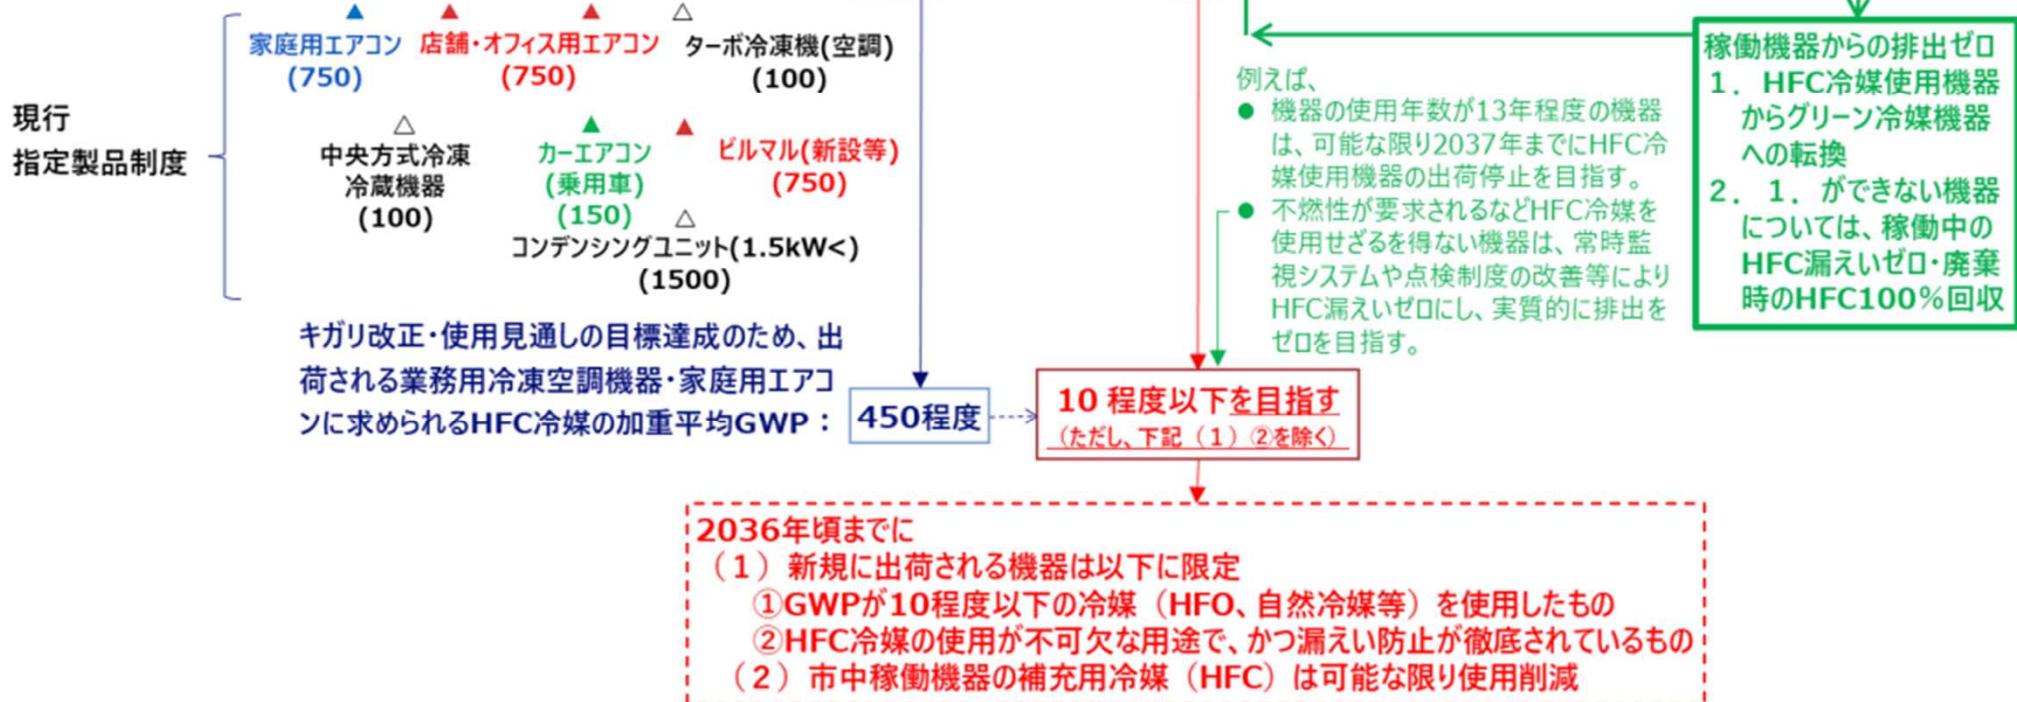 家庭用エアコン
(750)
店舗・オフィス用エアコン
(750)
ターボ冷凍機(空調)
(100)
現行
指定製品制度
中央方式冷凍
冷蔵機器
(100)
カーエアコン
(乗用車)
(150)
ビルマル(新設等)
(750)
コンデンシングユニット(1.5kW<)
(1500)
例えば、
● 機器の使用年数が13年程度の機器
は、可能な限り2037年までにHFC冷
媒使用機器の出荷停止を目指す。
● 不燃性が要求されるなどHFC冷媒を
使用せざるを得ない機器は、常時監
視システムや点検制度の改善等により
HFC漏えいゼロにし、実質的に排出を
ゼロを目指す。
稼働機器からの排出ゼロ
1．HFC冷媒使用機器
からグリーン冷媒機器
への転換
2．1．ができない機器
については、稼働中の
HFC漏えいゼロ・廃棄
時のHFC100%回収
キガリ改正・使用見通しの目標達成のため、出
荷される業務用冷凍空調機器・家庭用エアコ
ンに求められるHFC冷媒の加重平均GWP：
450程度
10 程度以下を目指す
（ただし、下記（1）②を除く）
2036年頃までに
（1）新規に出荷される機器は以下に限定
①GWPが10程度以下の冷媒（HFO、自然冷媒等）を使用したもの
②HFC冷媒の使用が不可欠な用途で、かつ漏えい防止が徹底されているもの
（2）市中稼働機器の補充用冷媒（HFC）は可能な限り使用削減